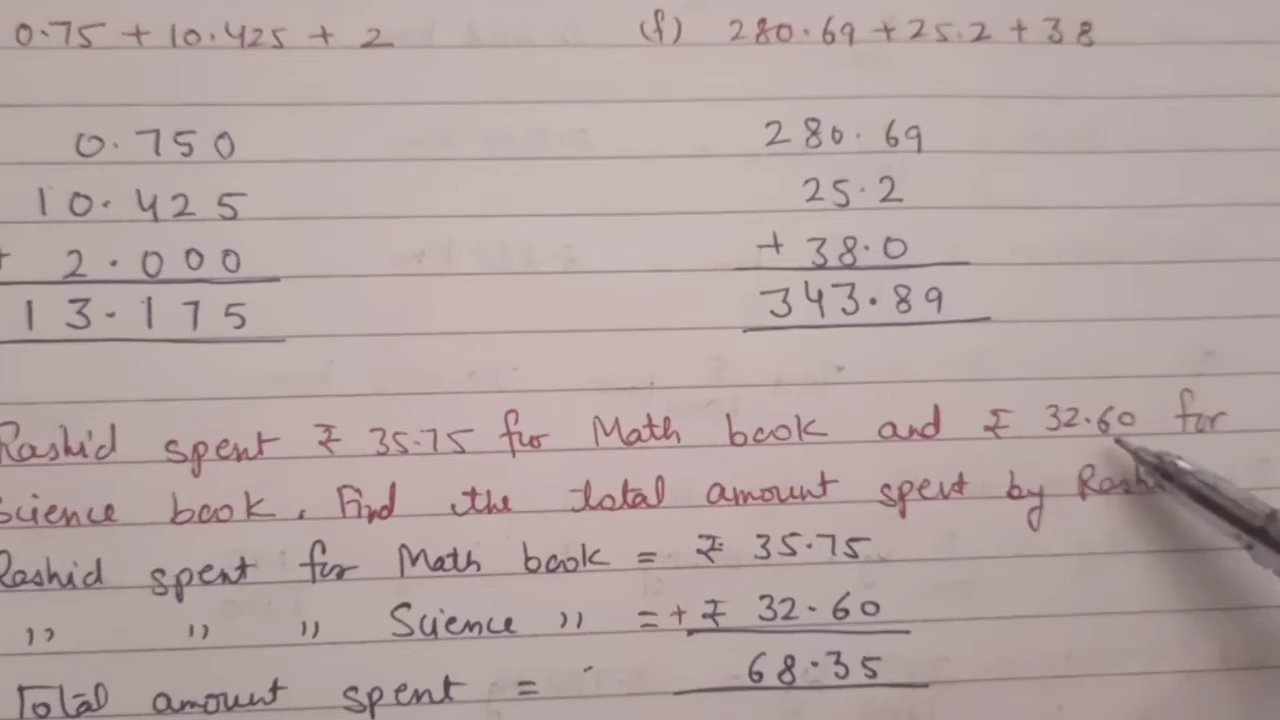 0.75 + 10.425 + 2
0.750
10.425
+ 2.000
13.175
(f) 280.69 + 25.2 + 38
280.69
25.2
+ 38.0
343.89
Rashid spent ₹ 35.75 for Math book and ₹ 32.60 for
Science book. Find the total amount spent by
Rashid spent for Math book = ₹ 35.75
,, ,, ,, Science ,, = + ₹ 32.60
Total amount spent = 68.35